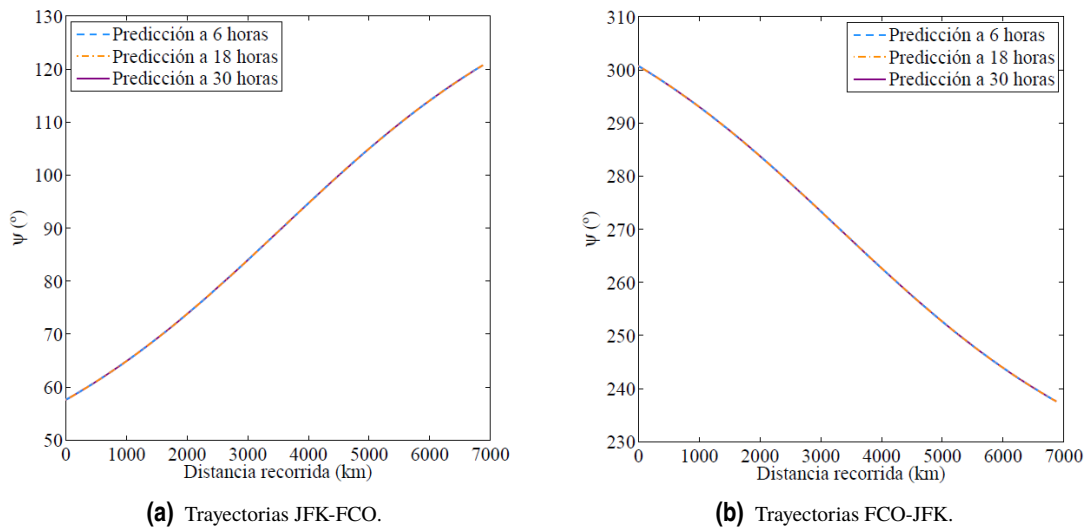 130
120
110
100
90
80
70
60
50
ψ (º)
Predicción a 6 horas
Predicción a 18 horas
Predicción a 30 horas
0 1000 2000 3000 4000 5000 6000 7000
Distancia recorrida (km)
(a) Trayectorias JFK-FCO.
310
300
290
280
270
260
250
240
230
ψ (º)
Predicción a 6 horas
Predicción a 18 horas
Predicción a 30 horas
0 1000 2000 3000 4000 5000 6000 7000
Distancia recorrida (km)
(b) Trayectorias FCO-JFK.